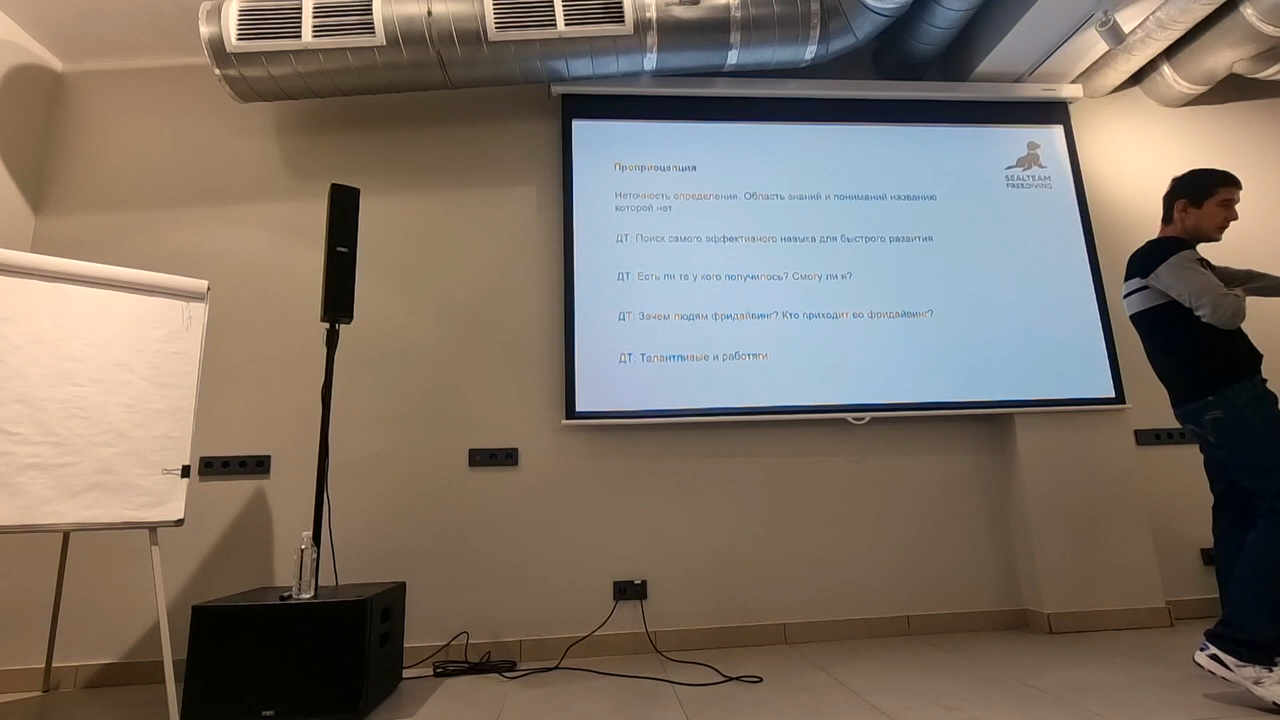 Проприоцепция
SEALTEAM
FREEDIVING
Неточность определения. Область знаний и пониманий названию
которой нет
ДТ: Поиск самого эффективного навыка для быстрого развития
ДТ: Есть ли те у кого получилось? Смогу ли я?
ДТ: Зачем людям фридайвинг? Кто приходит во фридайвинг?
ДТ: Талантливые и работяги